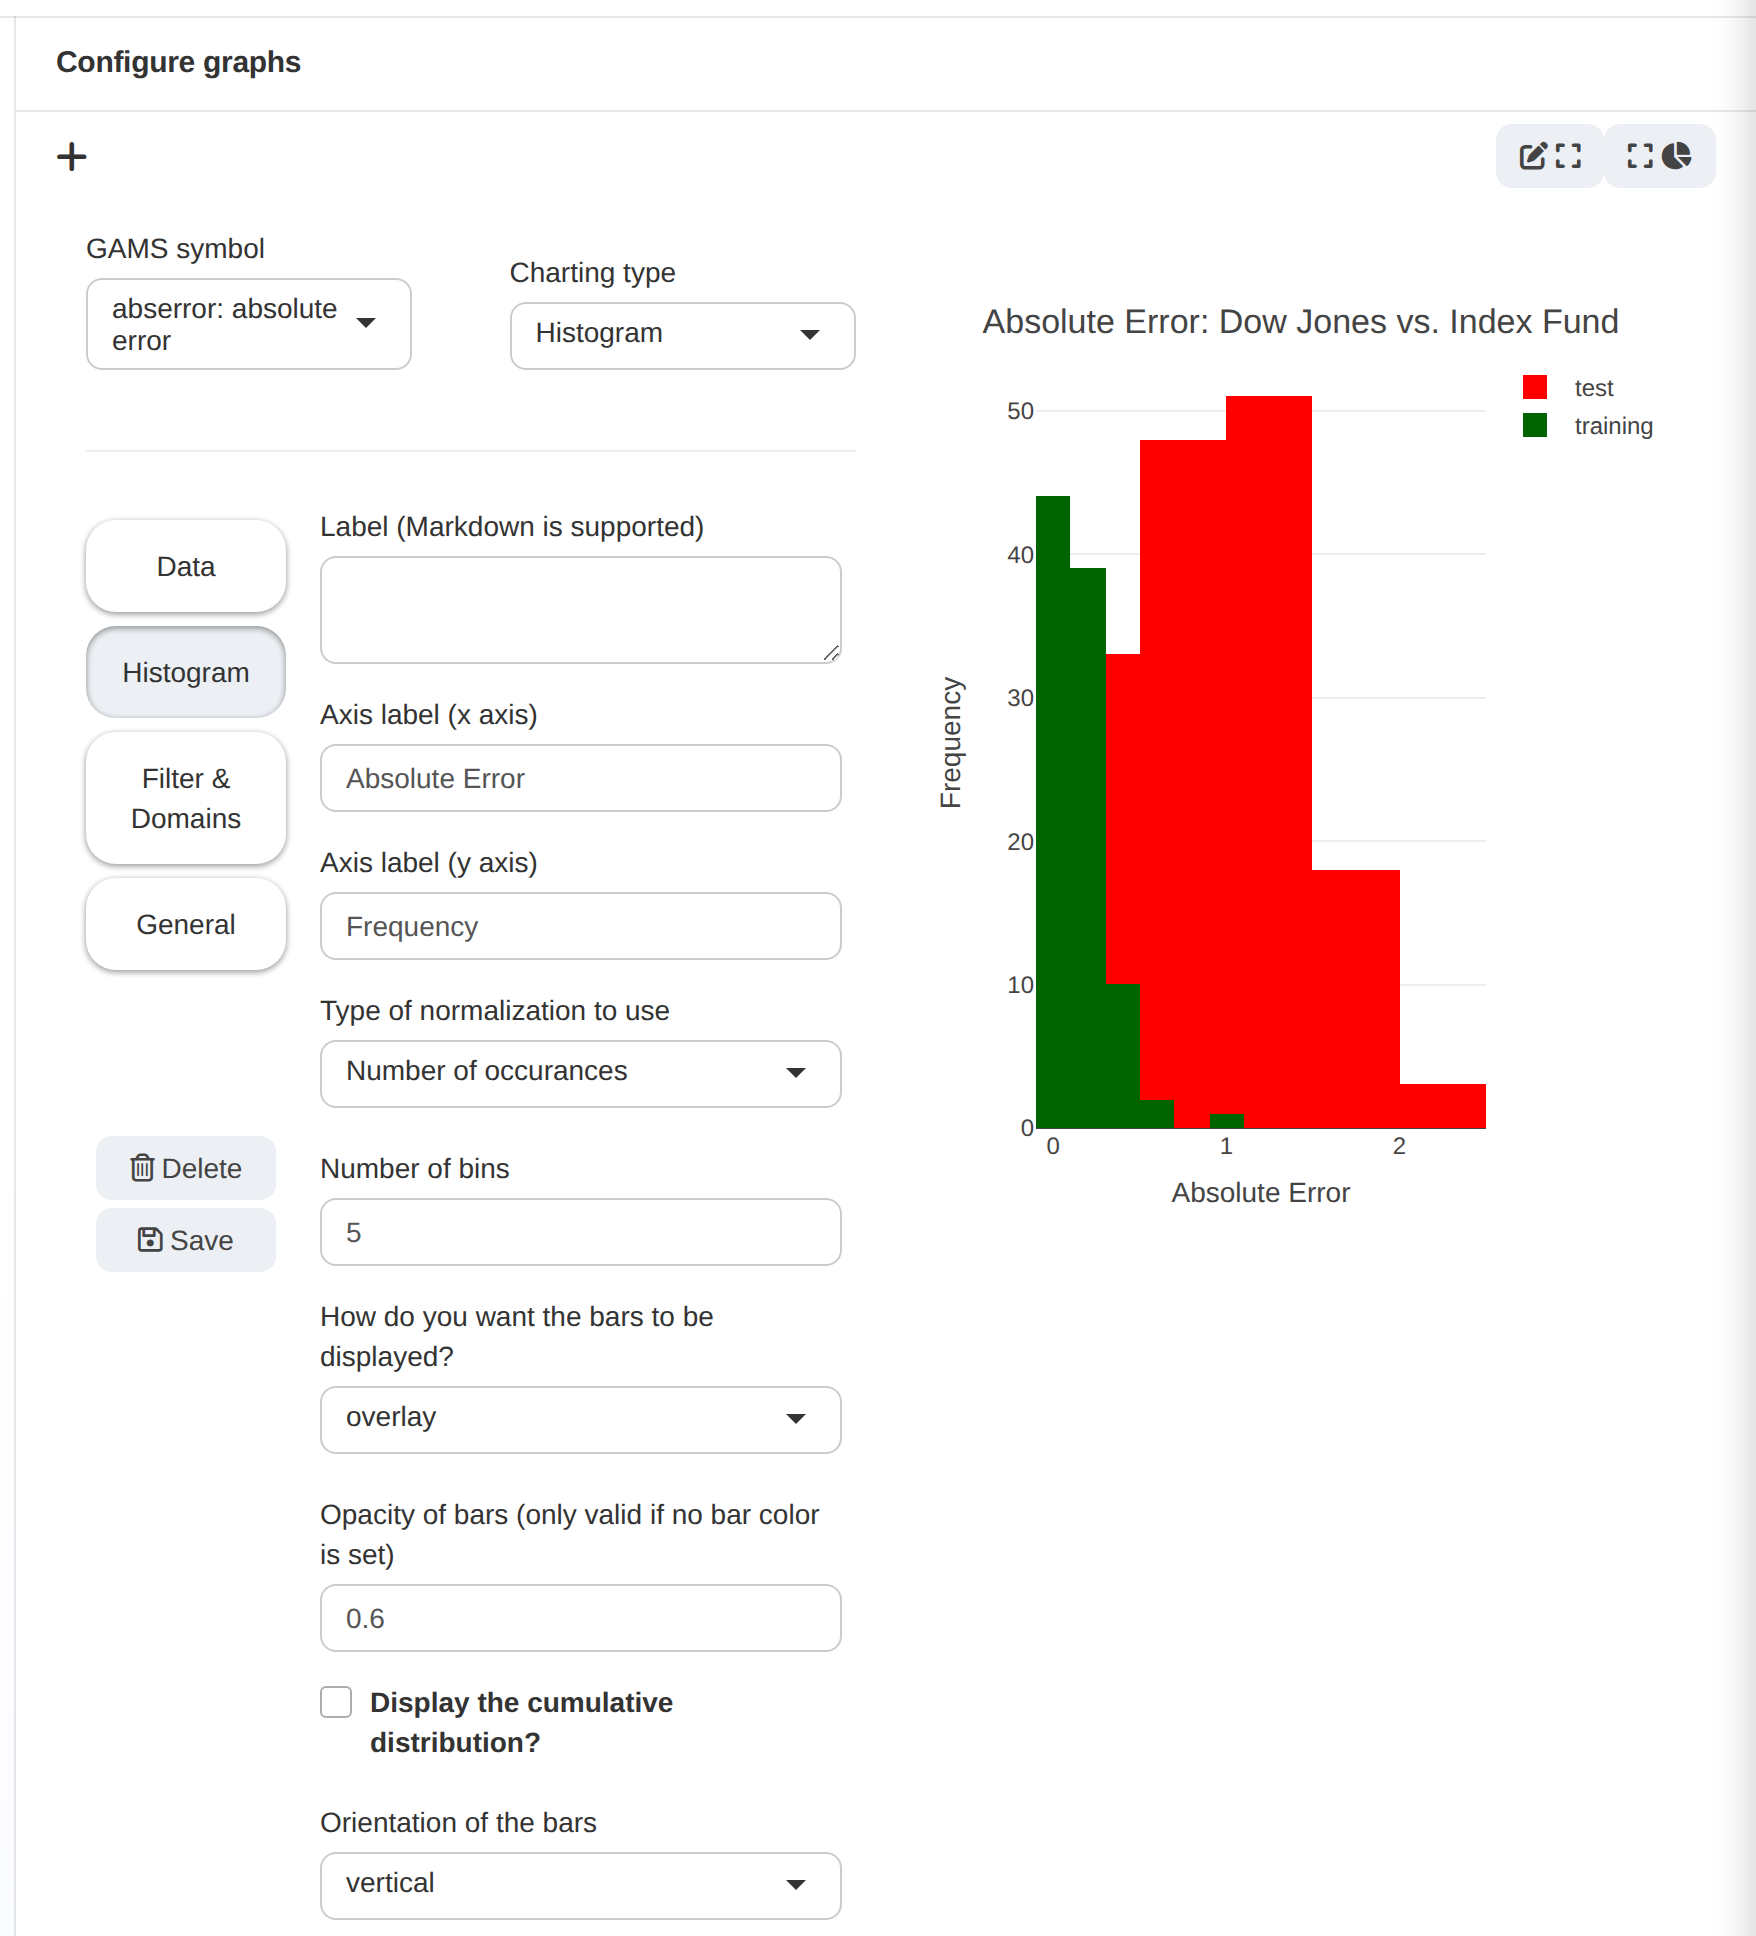 Configure graphs
GAMS symbol
abserror: absolute
error
Charting type
Histogram
Data
Histogram
Filter &
Domains
General
Delete
Save
Label (Markdown is supported)
Axis label (x axis)
Absolute Error
Axis label (y axis)
Frequency
Type of normalization to use
Number of occurances
Number of bins
5
How do you want the bars to be
displayed?
overlay
Opacity of bars (only valid if no bar color
is set)
0.6
Display the cumulative
distribution?
Orientation of the bars
vertical
Absolute Error: Dow Jones vs. Index Fund
test
training
50
40
30
20
10
0
Frequency
0 1 2
Absolute Error